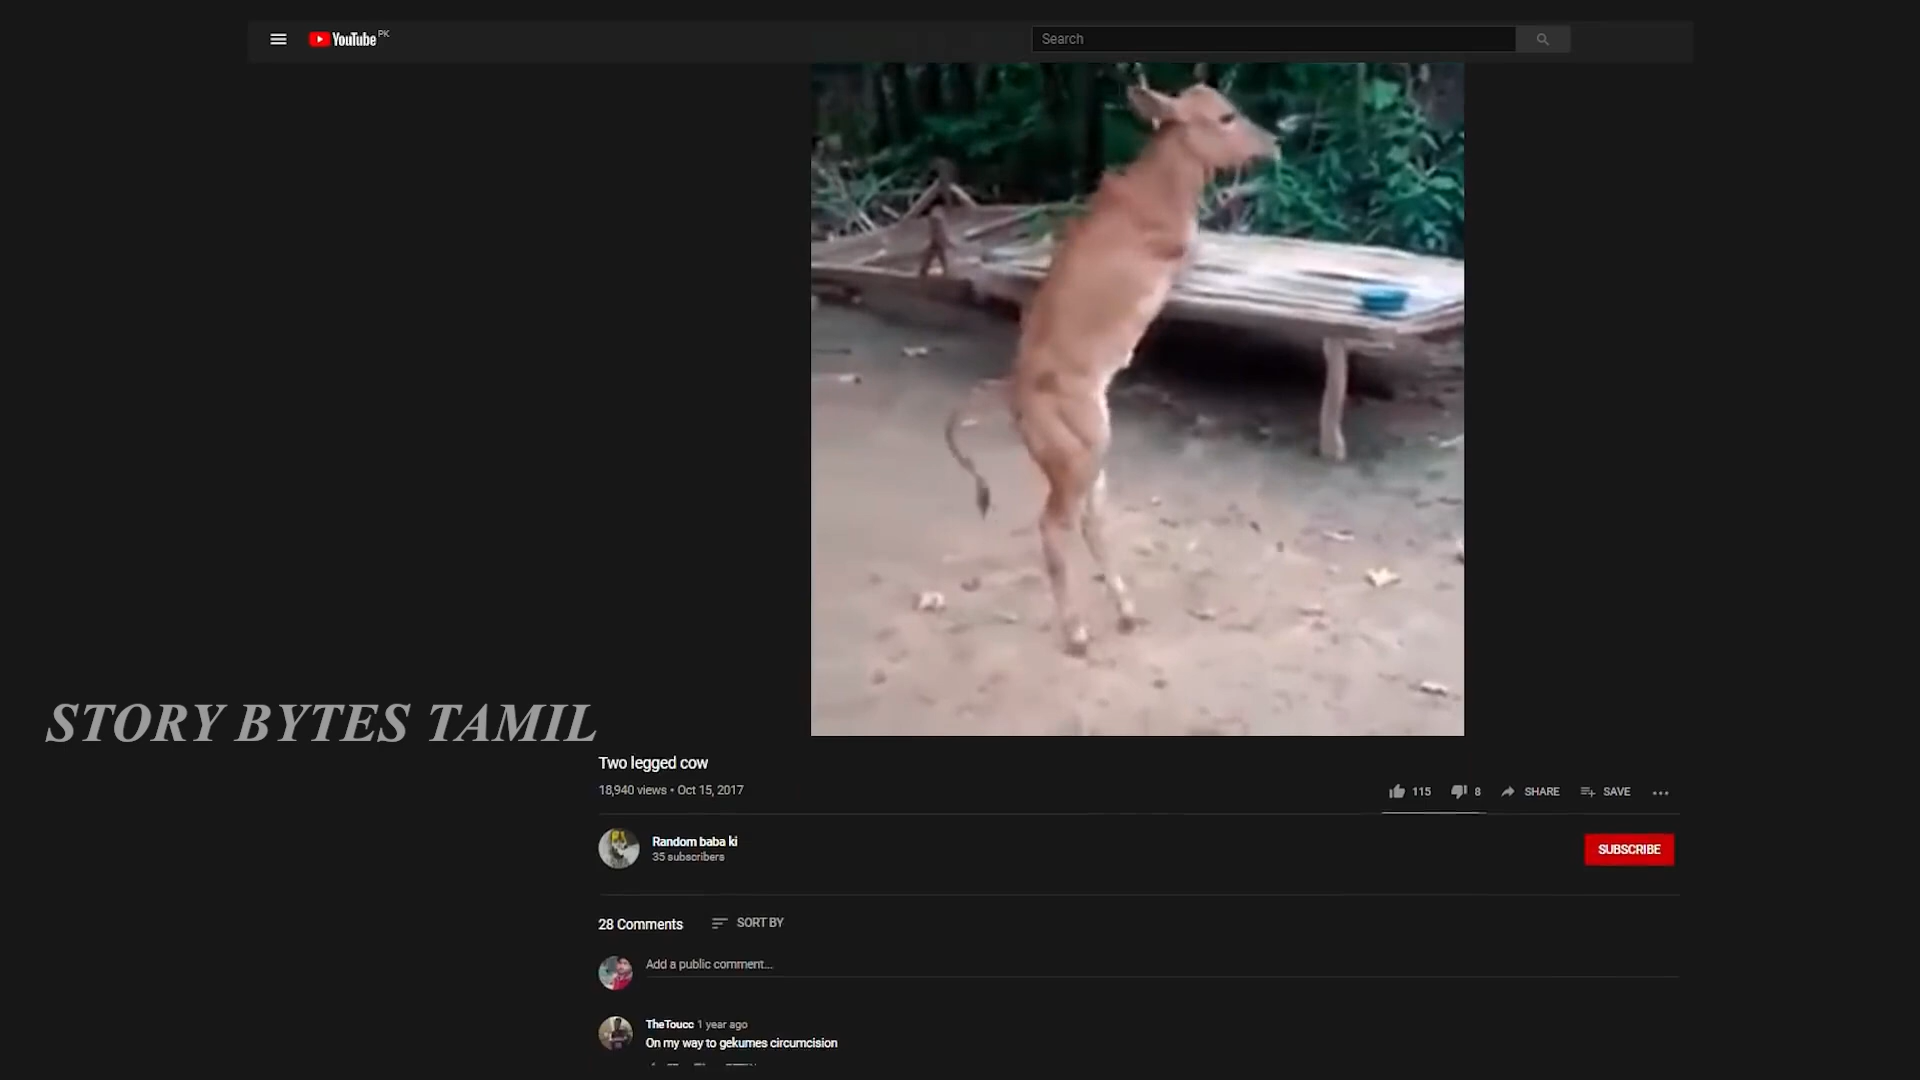 YouTube PK
Search
STORY BYTES TAMIL
Two legged cow
18,940 views • Oct 15, 2017
115 8 SHARE SAVE ...
Random baba ki
35 subscribers
SUBSCRIBE
28 Comments SORT BY
Add a public comment...
TheToucc 1 year ago
On my way to gekumes circumcision